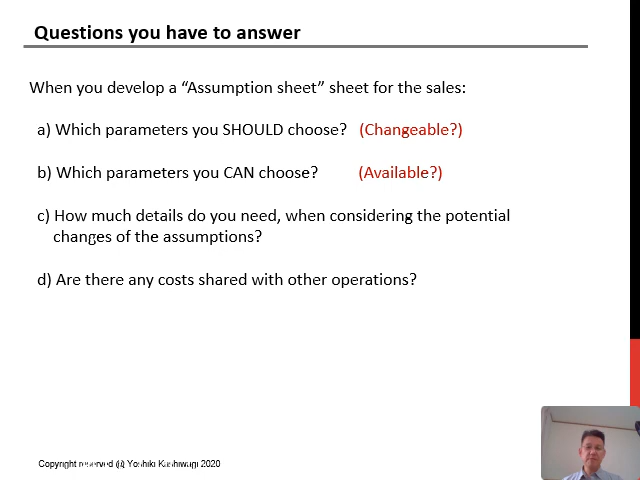 Questions you have to answer
When you develop a “Assumption sheet” sheet for the sales:
a) Which parameters you SHOULD choose? (Changeable?)
b) Which parameters you CAN choose? (Available?)
c) How much details do you need, when considering the potential
changes of the assumptions?
d) Are there any costs shared with other operations?
Copyright reserved @ Yoshiki Kashiwagi 2020